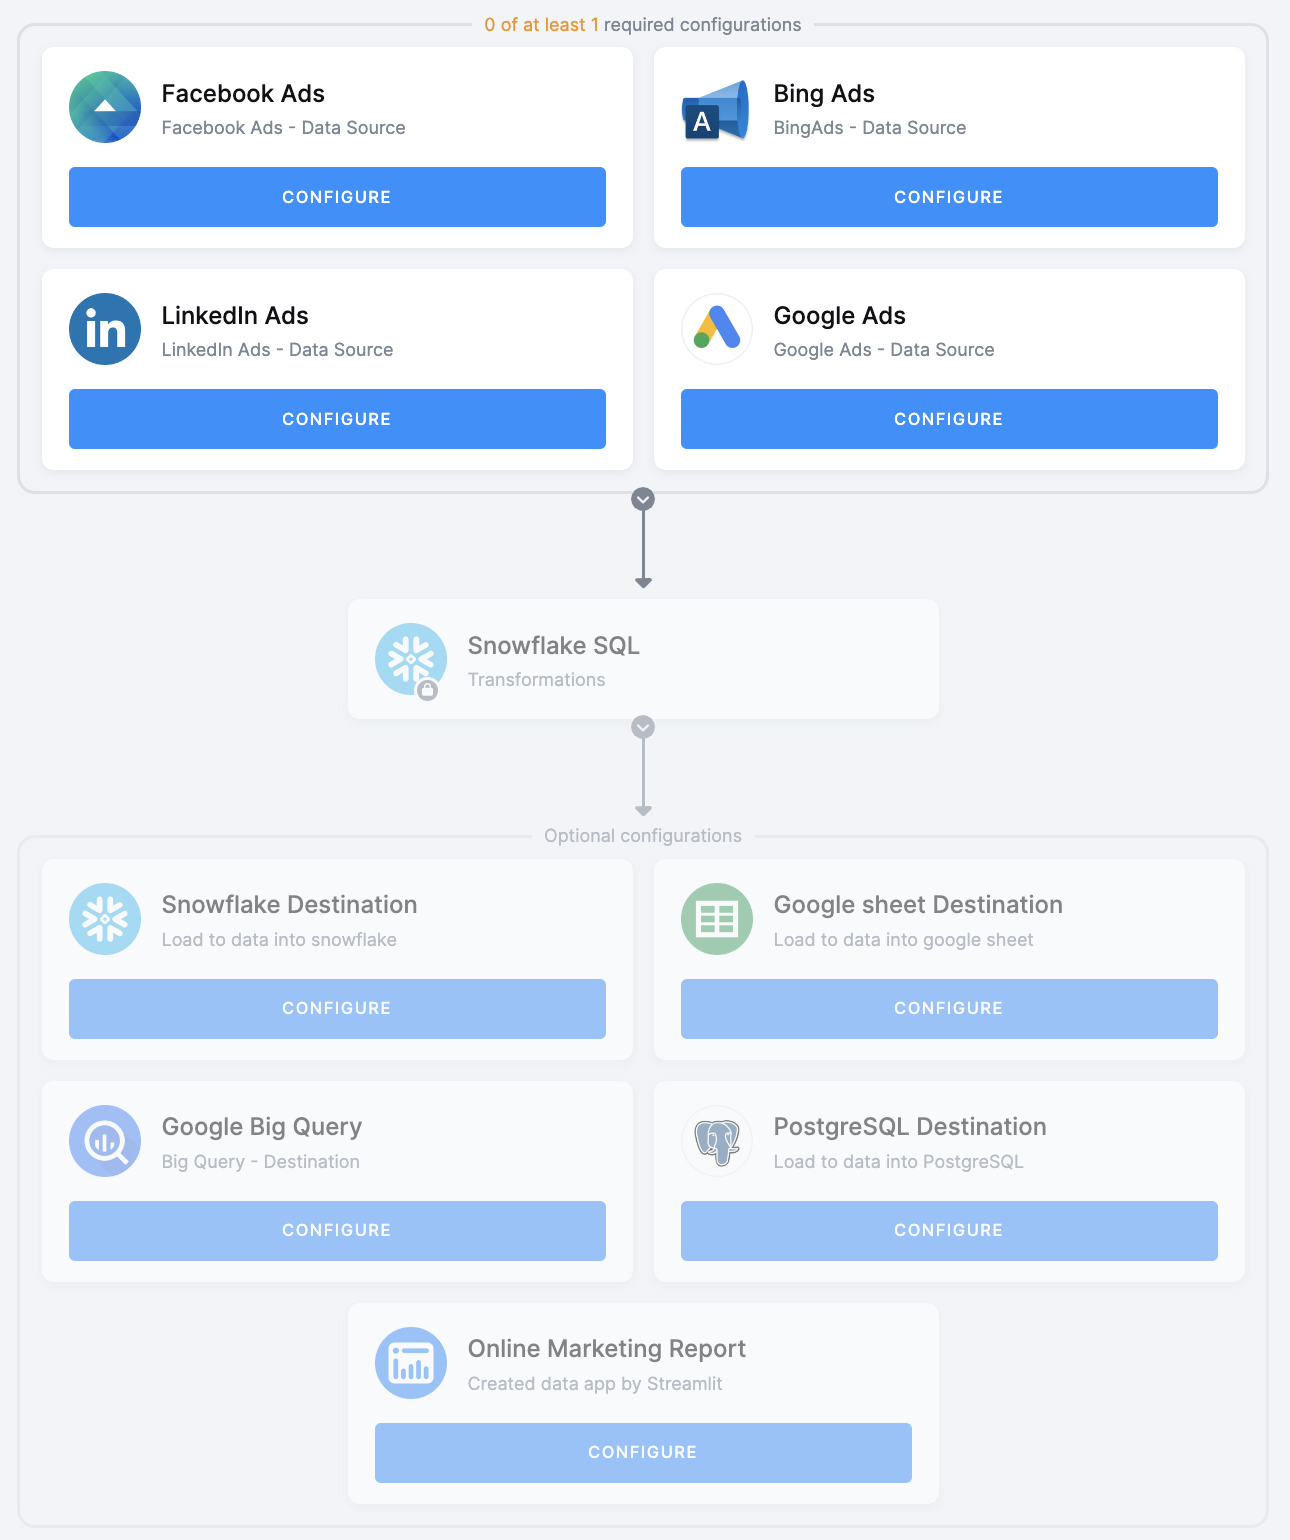 0 of at least 1 required configurations
Facebook Ads
Facebook Ads - Data Source
CONFIGURE
Bing Ads
BingAds - Data Source
A
CONFIGURE
LinkedIn Ads
LinkedIn Ads - Data Source
in
CONFIGURE
Google Ads
Google Ads - Data Source
CONFIGURE
Snowflake SQL
Transformations
Optional configurations
Snowflake Destination
Load to data into snowflake
CONFIGURE
Google sheet Destination
Load to data into google sheet
CONFIGURE
Google Big Query
Big Query - Destination
CONFIGURE
PostgreSQL Destination
Load to data into PostgreSQL
CONFIGURE
Online Marketing Report
Created data app by Streamlit
CONFIGURE